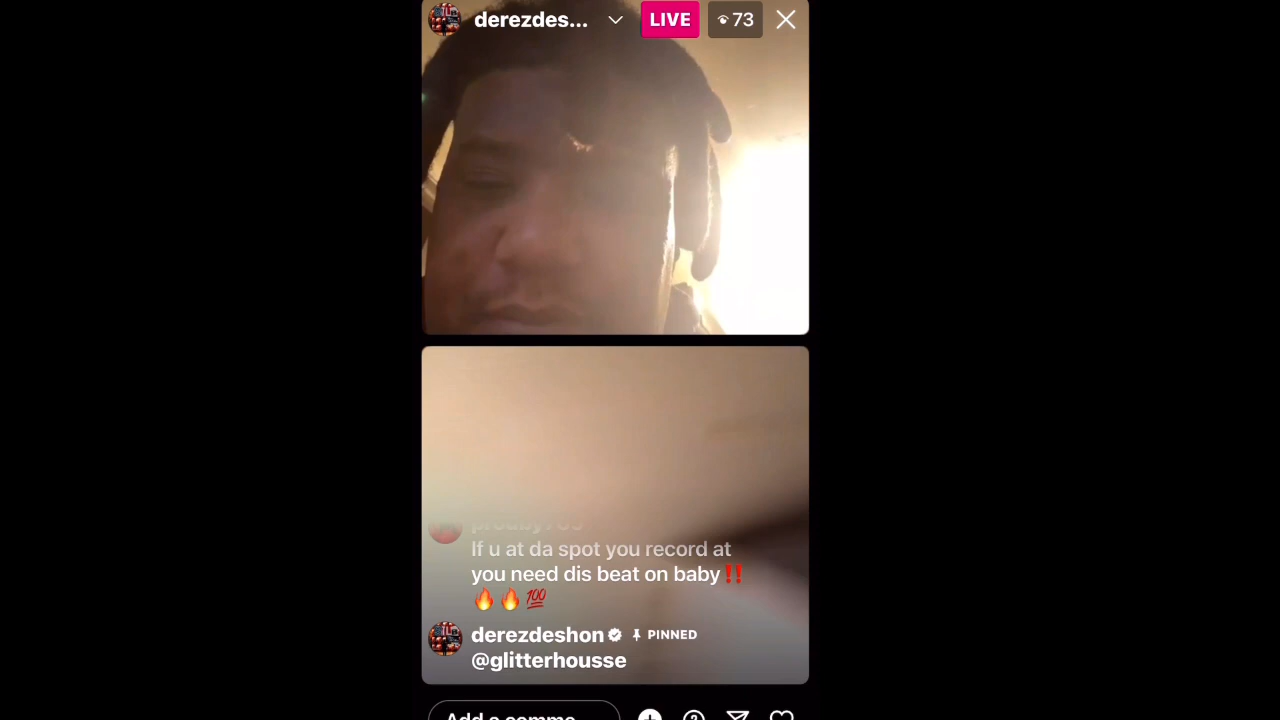 derezdes...
LIVE
73
If u at da spot you record at
you need dis beat on baby‼️
🔥🔥💯
derezdeshon
PINNED
@glitterhousse
Add a comme